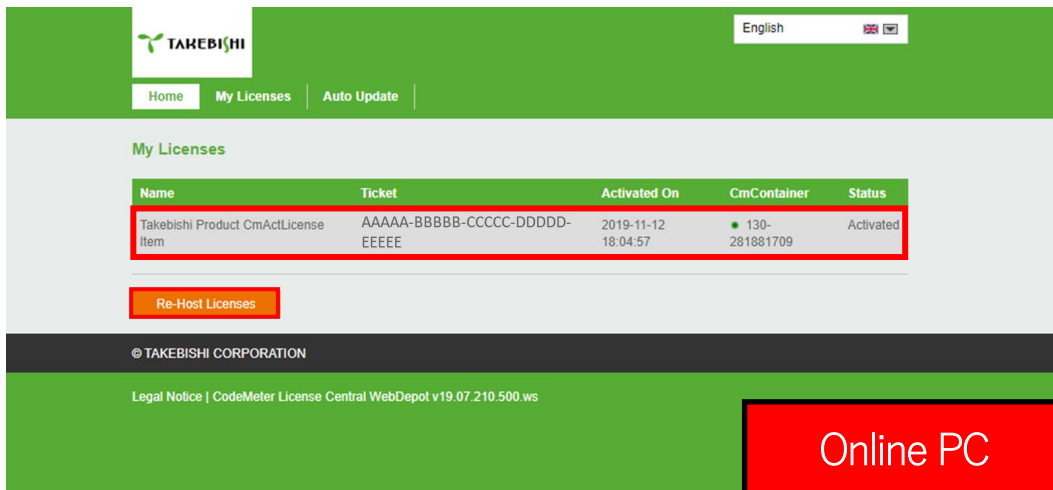 TAKEBISHI
English
Home My Licenses Auto Update
My Licenses
Name Ticket Activated On CmContainer Status
Takebishi Product CmActLicense AAAAA-BBBBB-CCCCC-DDDDD- 2019-11-12 130- Activated
Item EEEEE 18:04:57 281881709
Re-Host Licenses
© TAKEBISHI CORPORATION
Legal Notice | CodeMeter License Central WebDepot v19.07.210.500.ws
Online PC